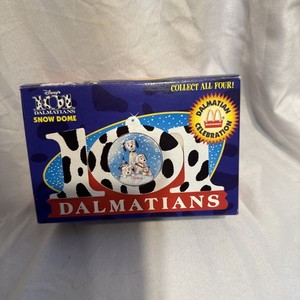 Disney's
101
DALMATIANS
SNOW DOME
COLLECT ALL FOUR!
DALMATIAN
CELEBRATION
101
DALMATIANS